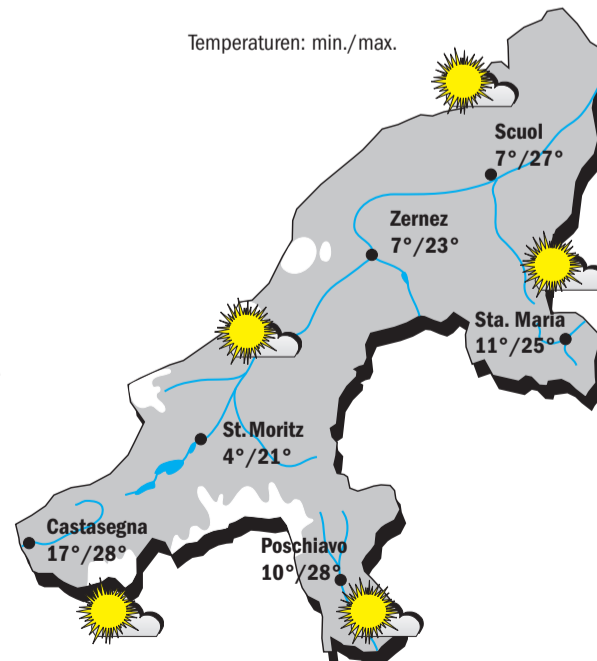 Temperaturen: min./max.
Scuol
7°/27°
Zernez
7°/23°
Sta. Maria
11°/25°
St. Moritz
4°/21°
Castasegna
17°/28°
Poschiavo
10°/28°